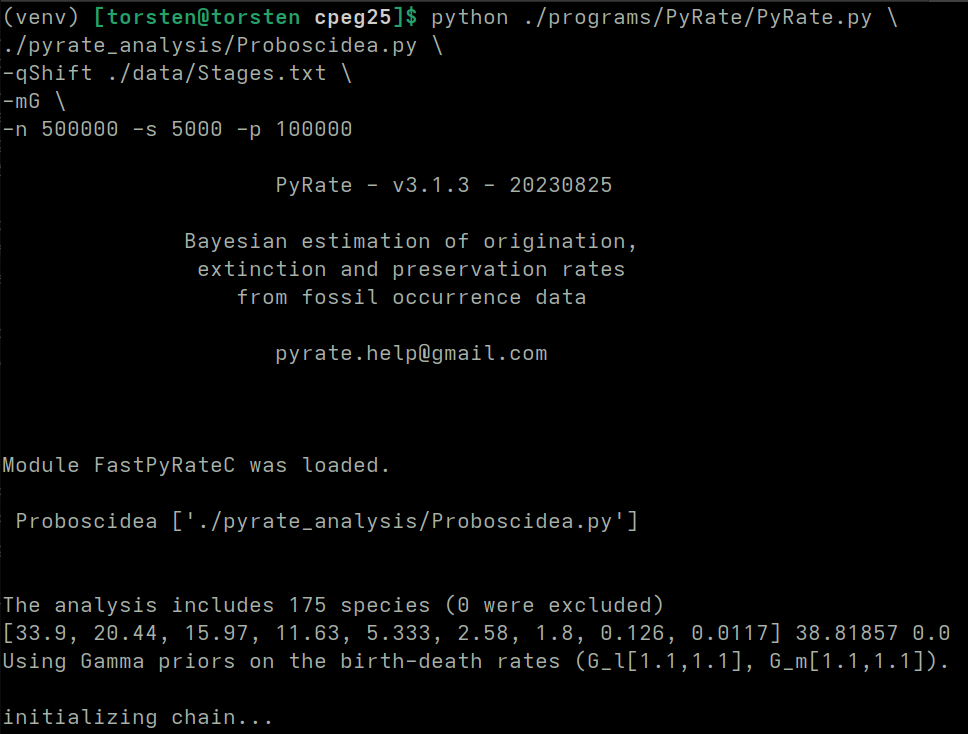 (venv) [torsten@torsten cpeg25]$ python ./programs/PyRate/PyRate.py \
./pyrate_analysis/Proboscidea.py \
-qShift ./data/Stages.txt \
-mG \
-n 500000 -s 5000 -p 100000
PyRate - v3.1.3 - 20230825
Bayesian estimation of origination,
extinction and preservation rates
from fossil occurrence data
pyrate.help@gmail.com
Module FastPyRateC was loaded.
Proboscidea ['./pyrate_analysis/Proboscidea.py']
The analysis includes 175 species (0 were excluded)
[33.9, 20.44, 15.97, 11.63, 5.333, 2.58, 1.8, 0.126, 0.0117] 38.81857 0.0
Using Gamma priors on the birth-death rates (G_l[1.1,1.1], G_m[1.1,1.1]).
initializing chain...